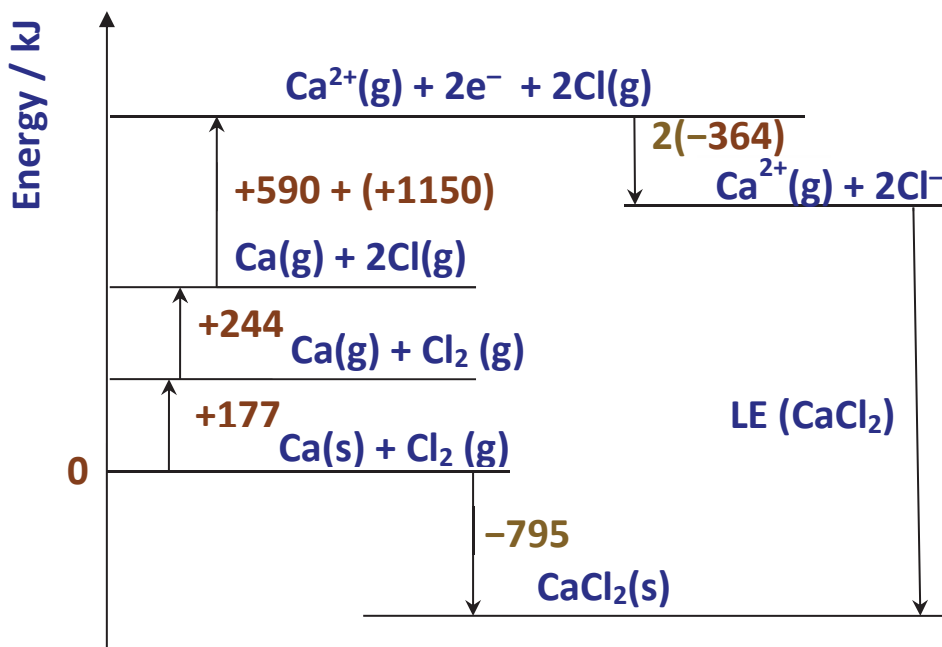 Energy / kJ
Ca²⁺(g) + 2e⁻ + 2Cl(g)
2(−364)
Ca²⁺(g) + 2Cl⁻
+590 + (+1150)
Ca(g) + 2Cl(g)
+244
Ca(g) + Cl₂ (g)
LE (CaCl₂)
+177
Ca(s) + Cl₂ (g)
0
−795
CaCl₂(s)